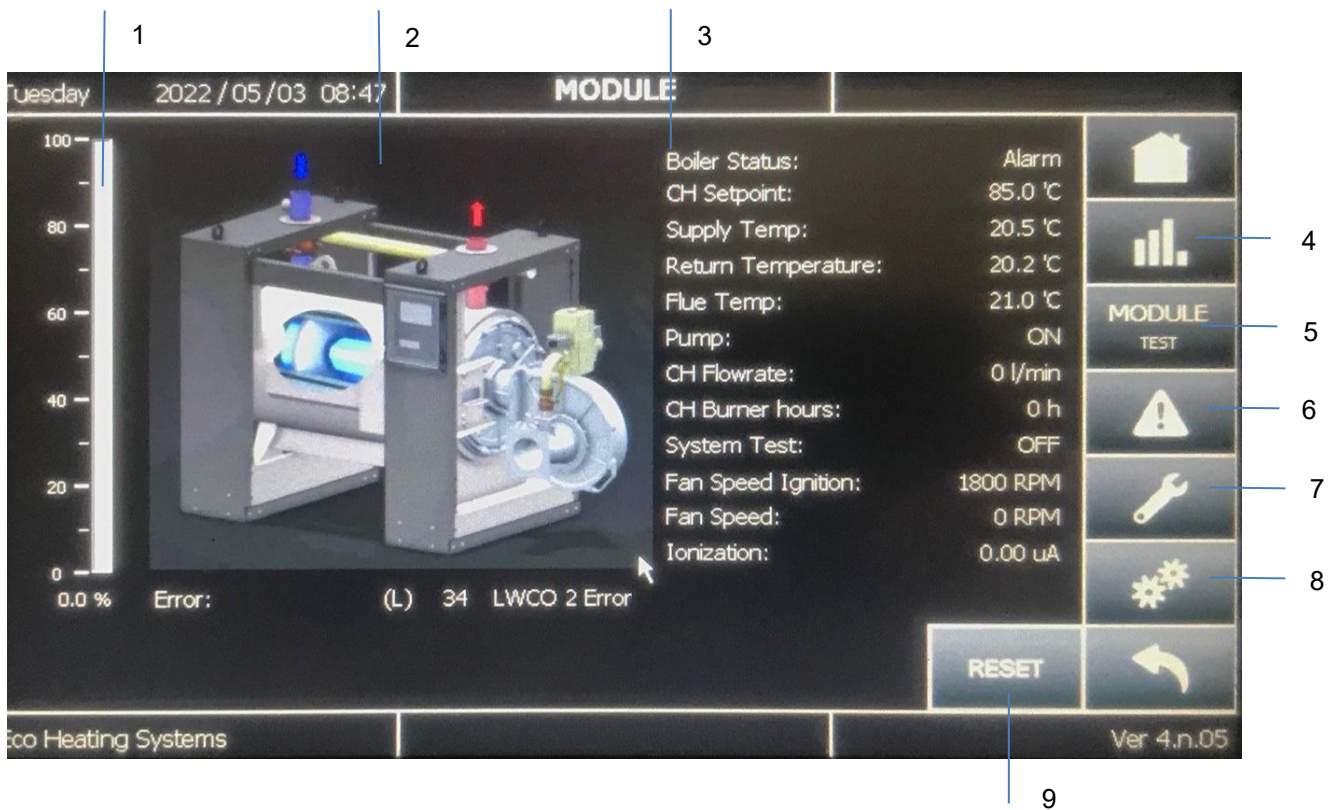 1
2
3
Tuesday 2022/05/03 08:47 MODULE
100
80
60
40
20
0
0.0 %
Boiler Status: Alarm
CH Setpoint: 85.0 'C
Supply Temp: 20.5 'C
Return Temperature: 20.2 'C
Flue Temp: 21.0 'C
Pump: ON
CH Flowrate: 0 l/min
CH Burner hours: 0 h
System Test: OFF
Fan Speed Ignition: 1800 RPM
Fan Speed: 0 RPM
Ionization: 0.00 uA
Error: (L) 34 LWCO 2 Error
4
MODULE
TEST
5
6
7
8
RESET
Eco Heating Systems Ver 4.n.05
9